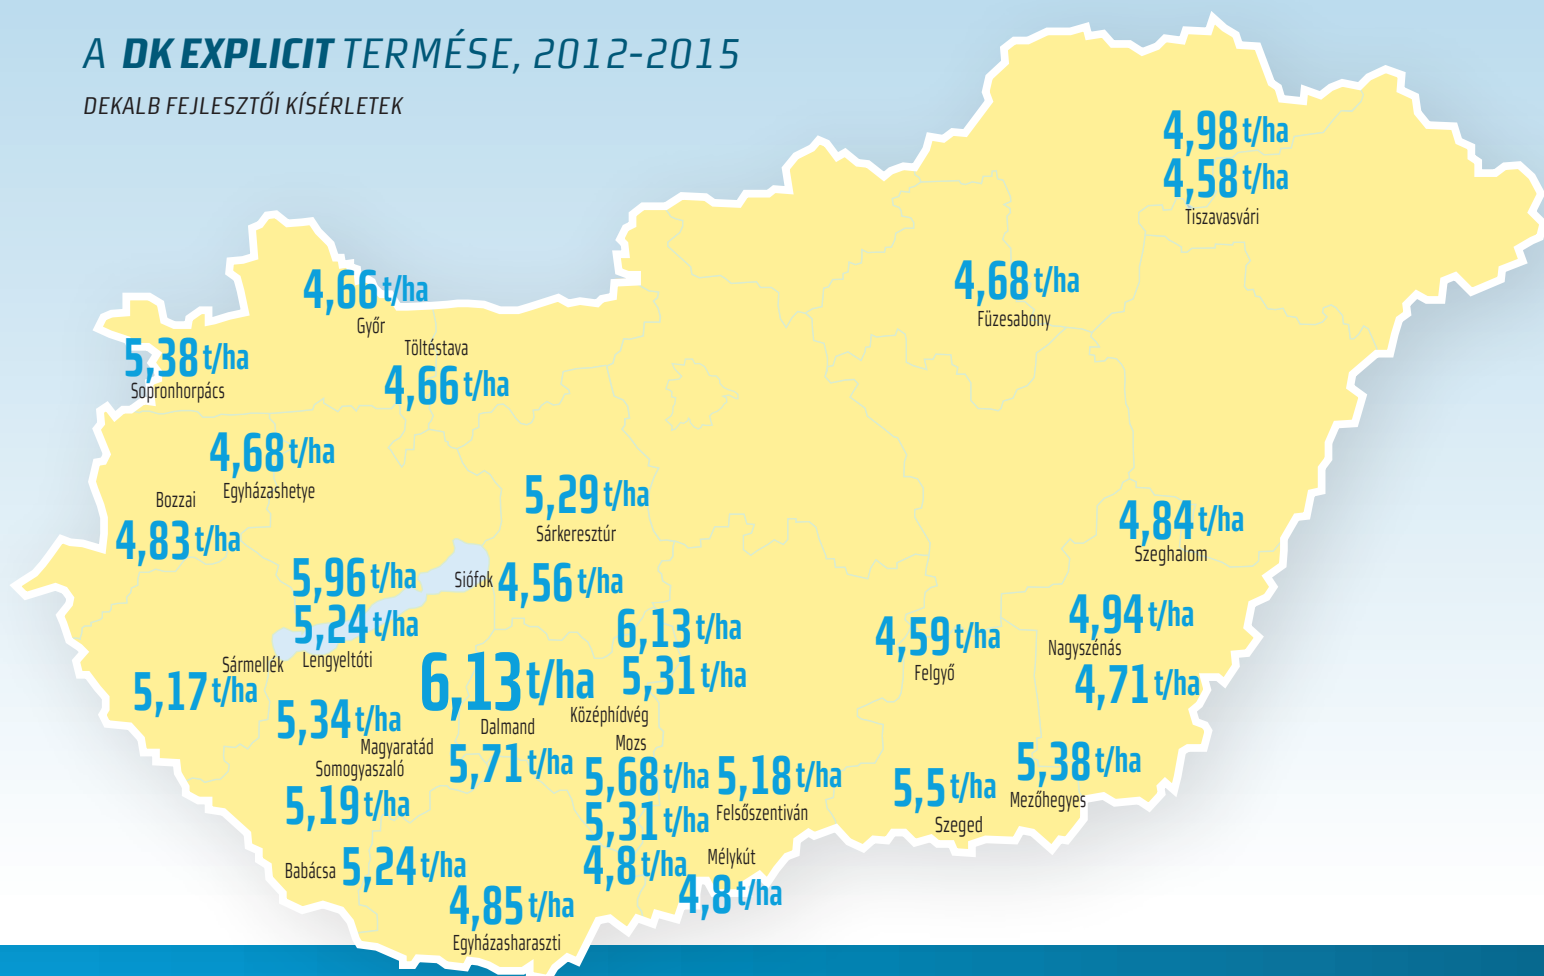 A DK EXPLICIT TERMÉSE, 2012-2015
DEKALB FEJLESZTŐI KÍSÉRLETEK
4,98 t/ha
4,58 t/ha
Tiszavasvári
4,68 t/ha
Füzesabony
4,66 t/ha
Győr
Töltéstava
4,66 t/ha
5,38 t/ha
Sopronhorpács
4,68 t/ha
Egyházashetye
Bozzai
4,83 t/ha
5,29 t/ha
Sárkeresztúr
4,84 t/ha
Szeghalom
Siófok 4,56 t/ha
5,96 t/ha
5,24 t/ha
Lengyeltóti
Sármellék
5,17 t/ha
6,13 t/ha
5,31 t/ha
Középhídvég
4,59 t/ha
Felgyő
4,94 t/ha
Nagyszénás
4,71 t/ha
6,13 t/ha
Dalmand
5,71 t/ha
5,34 t/ha
Magyaratád
Somogyaszaló
5,19 t/ha
Mozs
5,68 t/ha
5,31 t/ha
4,8 t/ha
5,18 t/ha
Felsőszentiván
5,5 t/ha
Szeged
5,38 t/ha
Mezőhegyes
Mélykút
4,8 t/ha
Babácsa 5,24 t/ha
4,85 t/ha
Egyházasharaszti